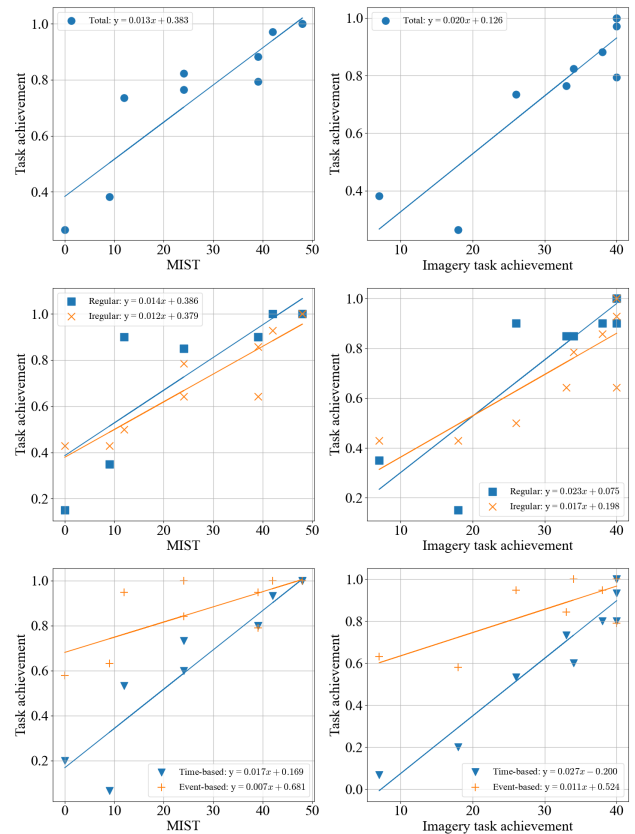 Total: y = 0.013x + 0.383
1.0
0.8
0.6
0.4
Task achievement
0 10 20 30 40 50
MIST
Total: y = 0.020x + 0.126
1.0
0.8
0.6
0.4
Task achievement
10 20 30 40
Imagery task achievement
Regular: y = 0.014x + 0.386
Iregular: y = 0.012x + 0.379
1.0
0.8
0.6
0.4
0.2
Task achievement
0 10 20 30 40 50
MIST
1.0
0.8
0.6
0.4
0.2
Task achievement
Regular: y = 0.023x + 0.075
Iregular: y = 0.017x + 0.198
10 20 30 40
Imagery task achievement
1.0
0.8
0.6
0.4
0.2
Task achievement
Time-based: y = 0.017x + 0.169
Event-based: y = 0.007x + 0.681
0 10 20 30 40 50
MIST
1.0
0.8
0.6
0.4
0.2
0.0
Task achievement
Time-based: y = 0.027x − 0.200
Event-based: y = 0.011x + 0.524
10 20 30 40
Imagery task achievement